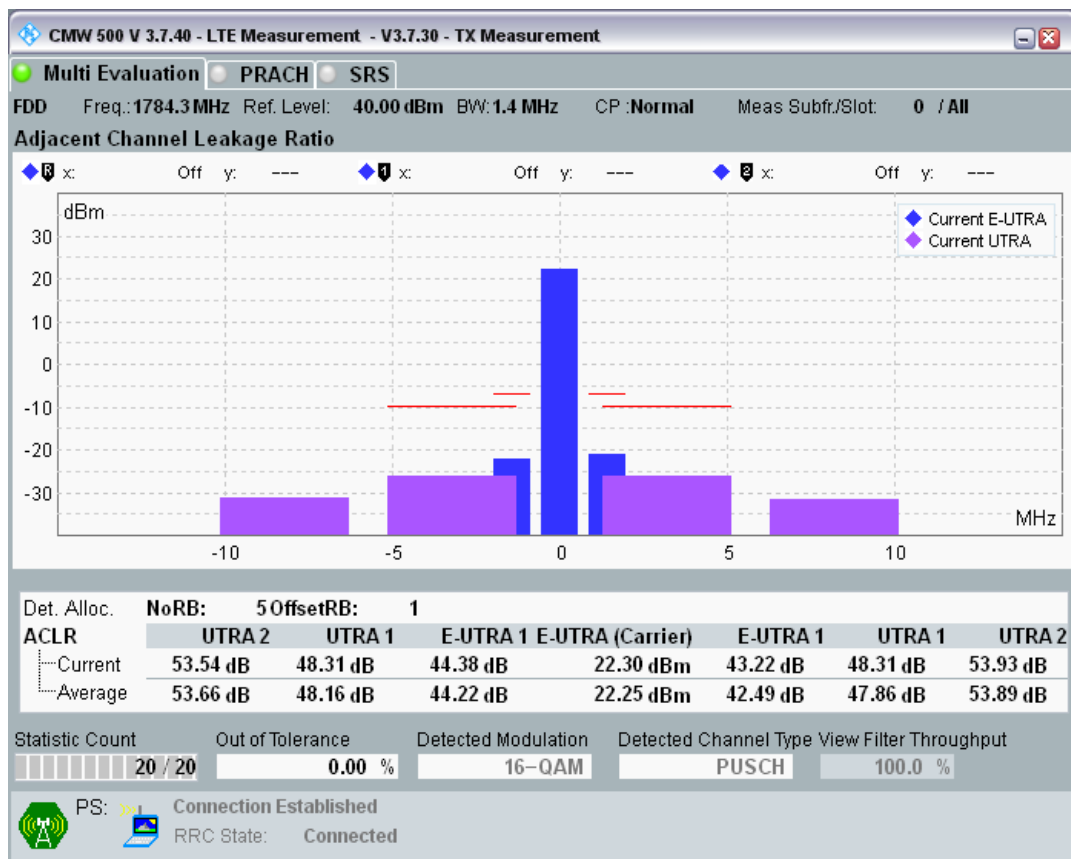 CMW 500 V 3.7.40 - LTE Measurement - V3.7.30 - TX Measurement
Multi Evaluation PRACH SRS
FDD Freq.: 1784.3 MHz Ref. Level: 40.00 dBm BW: 1.4 MHz CP : Normal Meas Subfr./Slot: 0 / All
Adjacent Channel Leakage Ratio
R x: Off y: --- 1 x: Off y: --- 2 x: Off y: ---
dBm
Current E-UTRA
Current UTRA
30
20
10
0
-10
-20
-30
MHz
-10 -5 0 5 10
Det. Alloc. NoRB: 5 OffsetRB: 1
ACLR UTRA 2 UTRA 1 E-UTRA 1 E-UTRA (Carrier) E-UTRA 1 UTRA 1 UTRA 2
Current 53.54 dB 48.31 dB 44.38 dB 22.30 dBm 43.22 dB 48.31 dB 53.93 dB
Average 53.66 dB 48.16 dB 44.22 dB 22.25 dBm 42.49 dB 47.86 dB 53.89 dB
Statistic Count Out of Tolerance Detected Modulation Detected Channel Type View Filter Throughput
20 / 20 0.00 % 16-QAM PUSCH 100.0 %
PS: Connection Established
RRC State: Connected